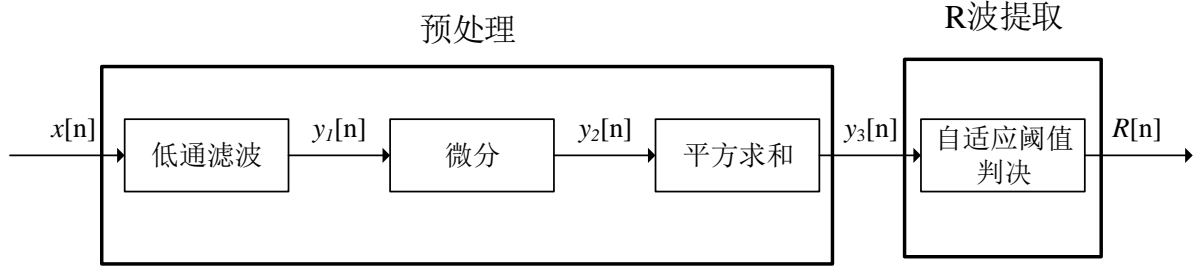 预处理
R波提取
x[n]
低通滤波
y1[n]
微分
y2[n]
平方求和
y3[n]
自适应阈值
判决
R[n]